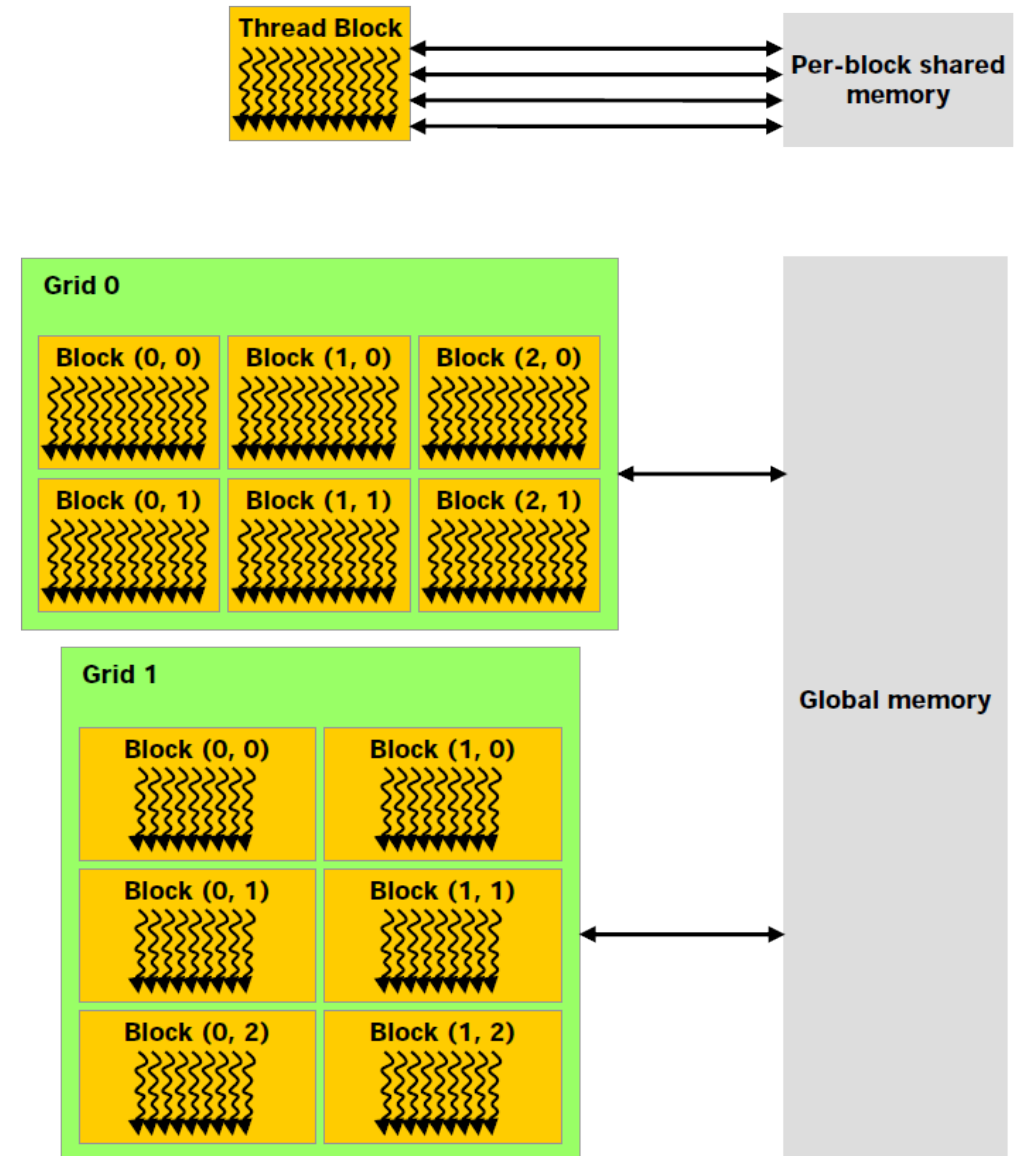 Thread Block
Per-block shared
memory
Grid 0
Block (0, 0)
Block (1, 0)
Block (2, 0)
Block (0, 1)
Block (1, 1)
Block (2, 1)
Grid 1
Global memory
Block (0, 0)
Block (1, 0)
Block (0, 1)
Block (1, 1)
Block (0, 2)
Block (1, 2)